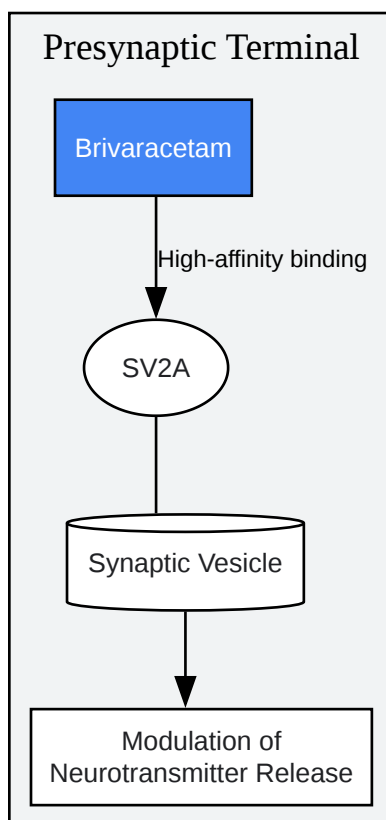 Presynaptic Terminal
Brivaracetam
High-affinity binding
SV2A
Synaptic Vesicle
Modulation of
Neurotransmitter Release